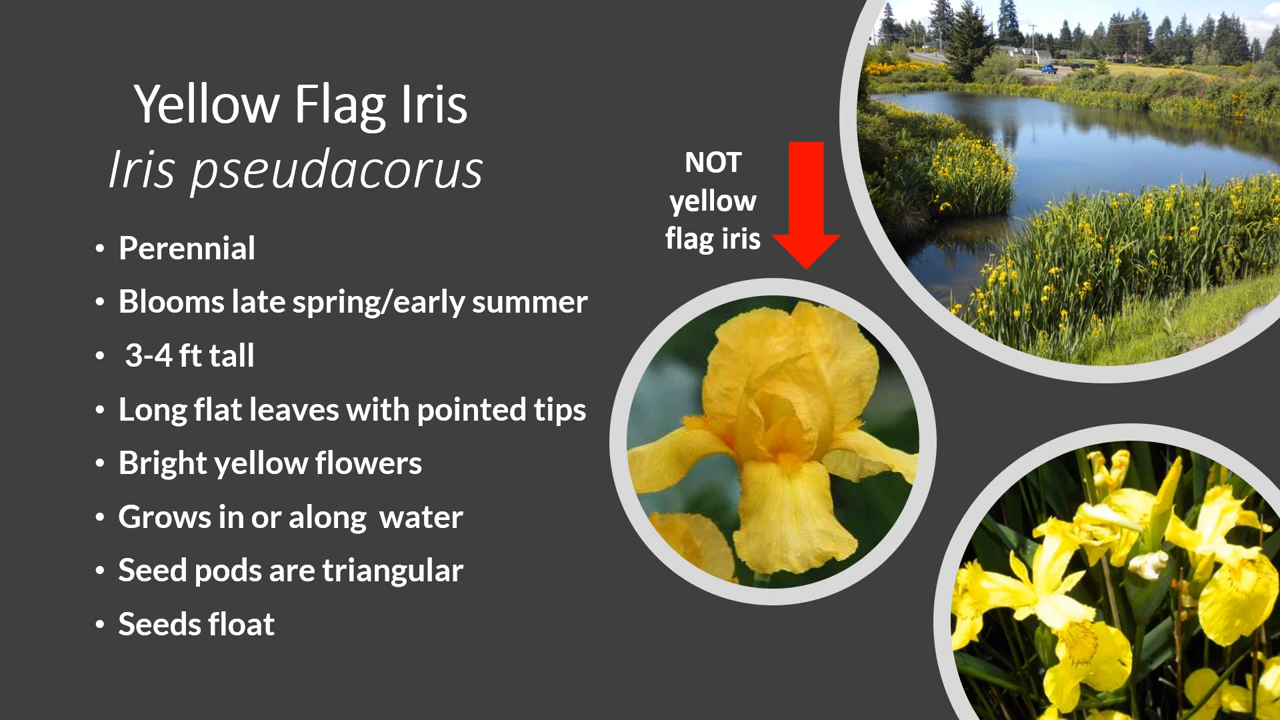 Yellow Flag Iris
Iris pseudacorus
• Perennial
• Blooms late spring/early summer
• 3-4 ft tall
• Long flat leaves with pointed tips
• Bright yellow flowers
• Grows in or along water
• Seed pods are triangular
• Seeds float
NOT
yellow
flag iris